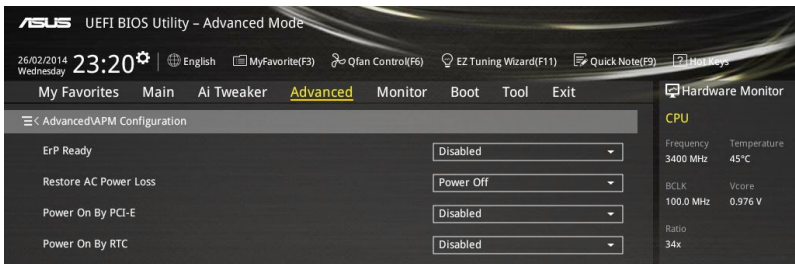 ASUS UEFI BIOS Utility – Advanced Mode
26/02/2014
Wednesday
23:20
English
MyFavorite(F3)
Qfan Control(F6)
EZ Tuning Wizard(F11)
Quick Note(F9)
Hot Keys
My Favorites Main Ai Tweaker Advanced Monitor Boot Tool Exit
Hardware Monitor
< Advanced\APM Configuration
ErP Ready Disabled
Restore AC Power Loss Power Off
Power On By PCI-E Disabled
Power On By RTC Disabled
CPU
Frequency Temperature
3400 MHz 45°C
BCLK Vcore
100.0 MHz 0.976 V
Ratio
34x